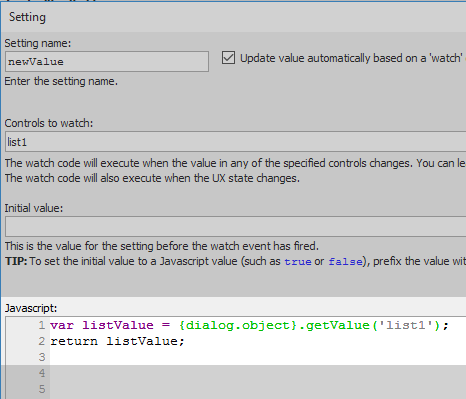 Setting
Setting name:
newValue
Update value automatically based on a 'watch'
Enter the setting name.
Controls to watch:
list1
The watch code will execute when the value in any of the specified controls changes. You can le
The watch code will also execute when the UX state changes.
Initial value:
This is the value for the setting before the watch event has fired.
TIP: To set the initial value to a Javascript value (such as true or false), prefix the value wit
Javascript:
1 var listValue = {dialog.object}.getValue('list1');
2 return listValue;
3
4
5